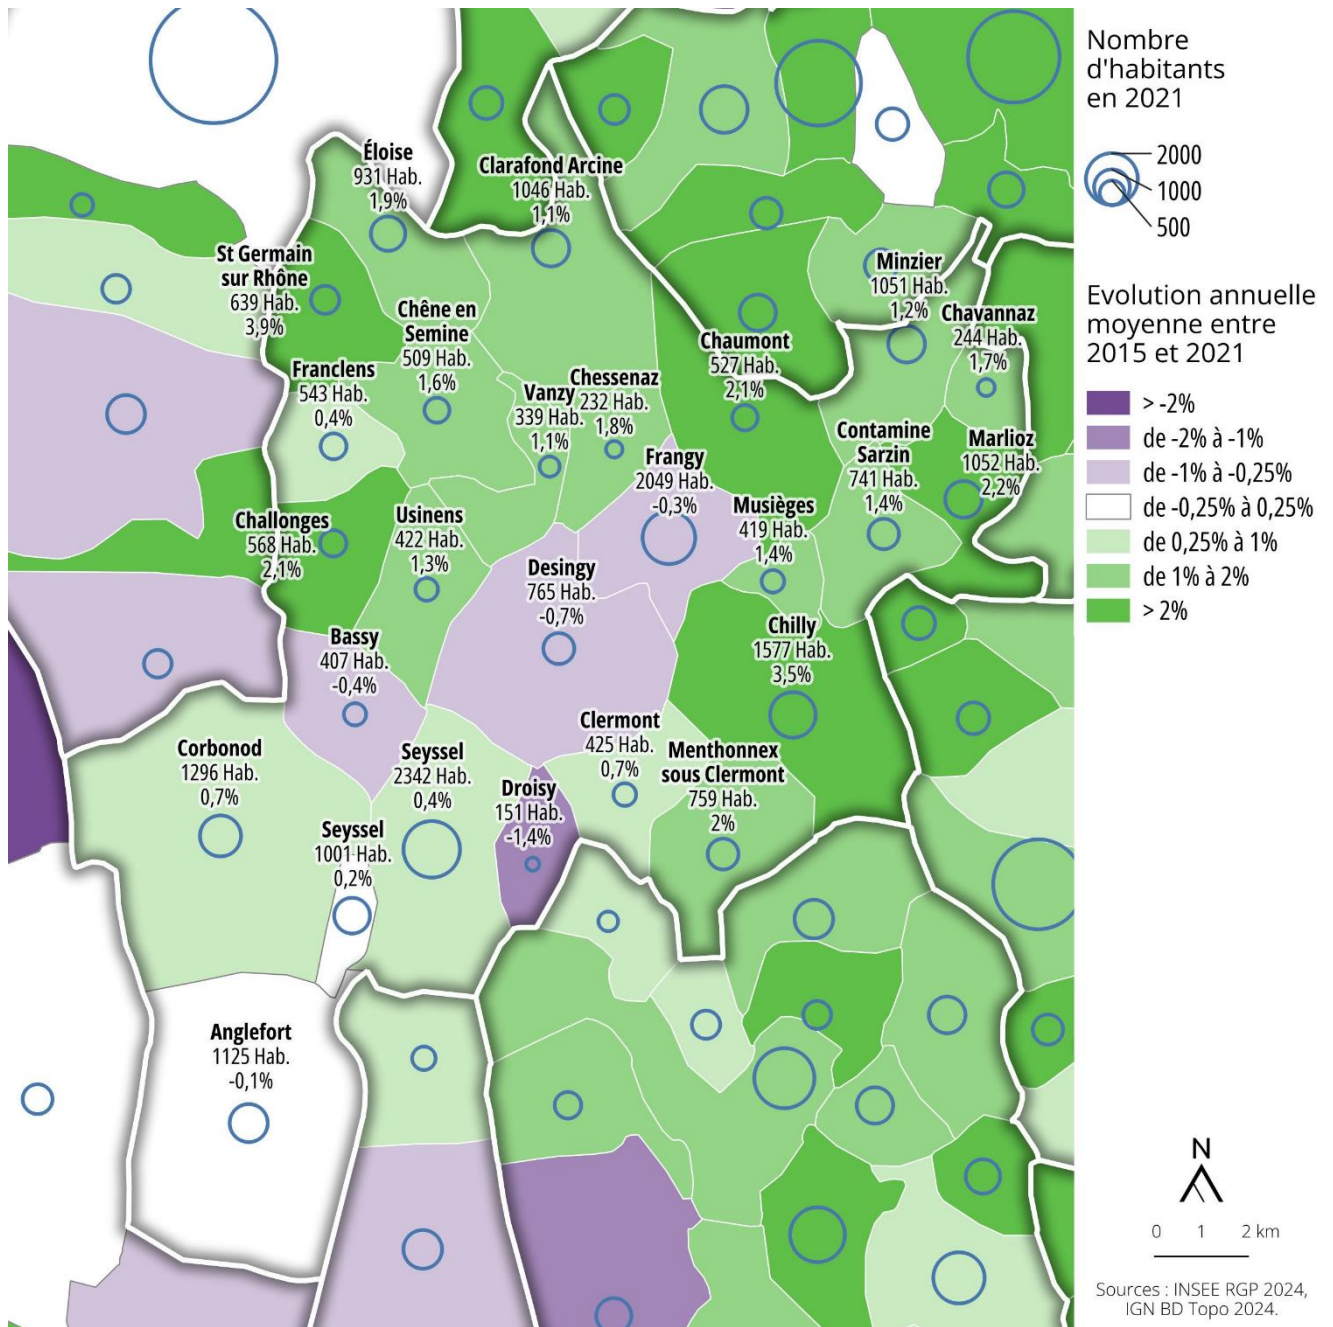 Éloise
931 Hab.
1,9%
Clarafond Arcine
1046 Hab.
1,1%
St Germain
sur Rhône
639 Hab.
3,9%
Chêne en
Semine
509 Hab.
1,6%
Franclens
543 Hab.
0,4%
Vanzy
339 Hab.
1,1%
Chessenaz
232 Hab.
1,8%
Chaumont
527 Hab.
2,1%
Minzier
1051 Hab.
1,2%
Chavannaz
244 Hab.
1,7%
Contamine
Sarzin
741 Hab.
1,4%
Marlioz
1052 Hab.
2,2%
Frangy
2049 Hab.
-0,3%
Musièges
419 Hab.
1,4%
Challonges
568 Hab.
2,1%
Usinens
422 Hab.
1,3%
Desingy
765 Hab.
-0,7%
Bassy
407 Hab.
-0,4%
Chilly
1577 Hab.
3,5%
Clermont
425 Hab.
0,7%
Menthonnex
sous Clermont
759 Hab.
2%
Corbonod
1296 Hab.
0,7%
Seyssel
2342 Hab.
0,4%
Droisy
151 Hab.
-1,4%
Seyssel
1001 Hab.
0,2%
Anglefort
1125 Hab.
-0,1%
Nombre
d'habitants
en 2021
2000
1000
500
Evolution annuelle
moyenne entre
2015 et 2021
> -2%
de -2% à -1%
de -1% à -0,25%
de -0,25% à 0,25%
de 0,25% à 1%
de 1% à 2%
> 2%
N
0 1 2 km
Sources : INSEE RGP 2024,
IGN BD Topo 2024.